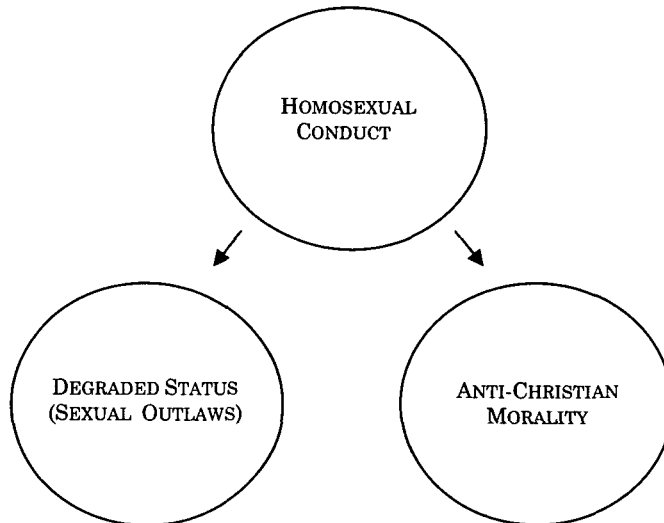 HOMOSEXUAL
CONDUCT
DEGRADED STATUS
(SEXUAL OUTLAWS)
ANTI-CHRISTIAN
MORALITY